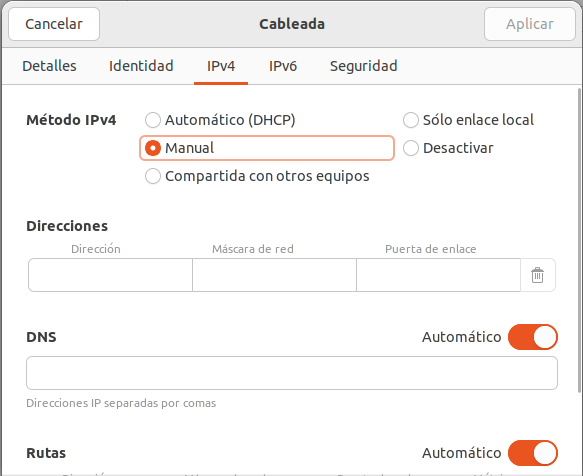 Cancelar Cableada Aplicar
Detalles Identidad IPv4 IPv6 Seguridad
Método IPv4 Automático (DHCP) Sólo enlace local
Manual Desactivar
Compartida con otros equipos
Direcciones
Dirección Máscara de red Puerta de enlace
DNS Automático
Direcciones IP separadas por comas
Rutas Automático